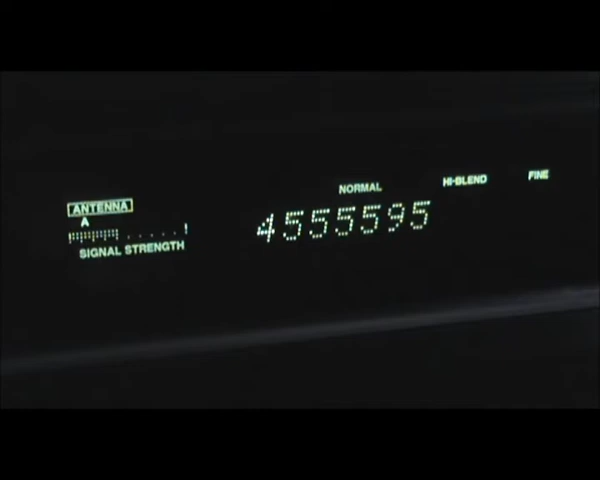 ANTENNA
A
SIGNAL STRENGTH
NORMAL
4555595
HI-BLEND
FINE